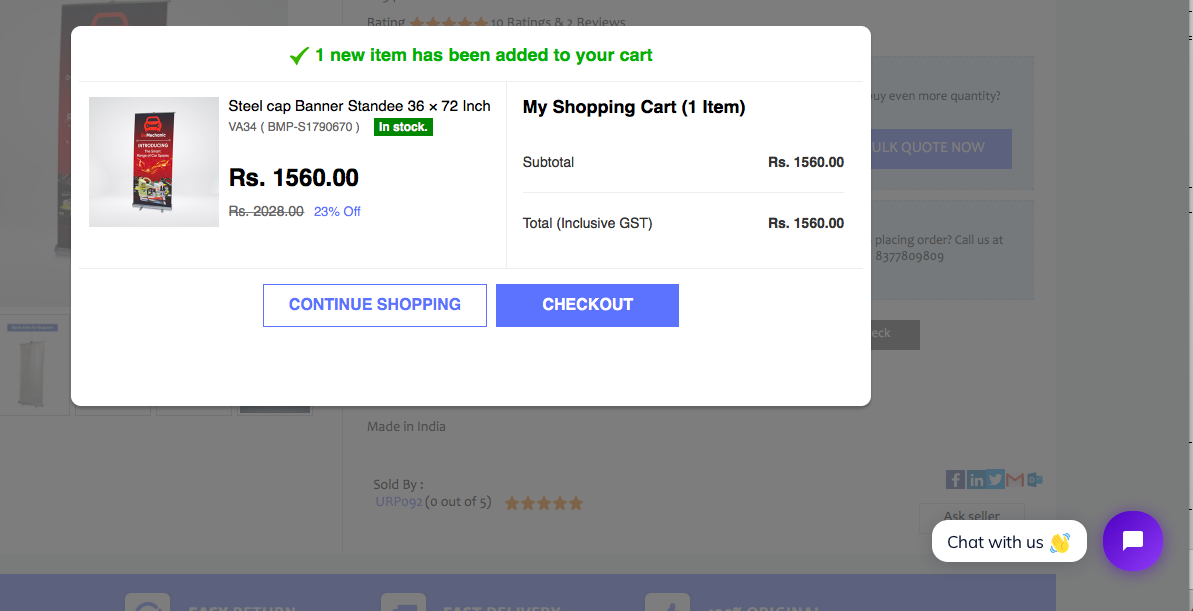 Rating 10 Ratings & 2 Reviews
1 new item has been added to your cart
Steel cap Banner Standee 36 × 72 Inch
VA34 ( BMP-S1790670 ) In stock.
Rs. 1560.00
Rs. 2028.00 23% Off
INTRODUCING
My Shopping Cart (1 Item)
Subtotal Rs. 1560.00
Total (Inclusive GST) Rs. 1560.00
CONTINUE SHOPPING
CHECKOUT
buy even more quantity?
BULK QUOTE NOW
placing order? Call us at
8377809809
eck
Made in India
Sold By :
URP092 (0 out of 5)
Ask seller
Chat with us 👋
EASY RETURN
FAST DELIVERY
100% ORIGINAL